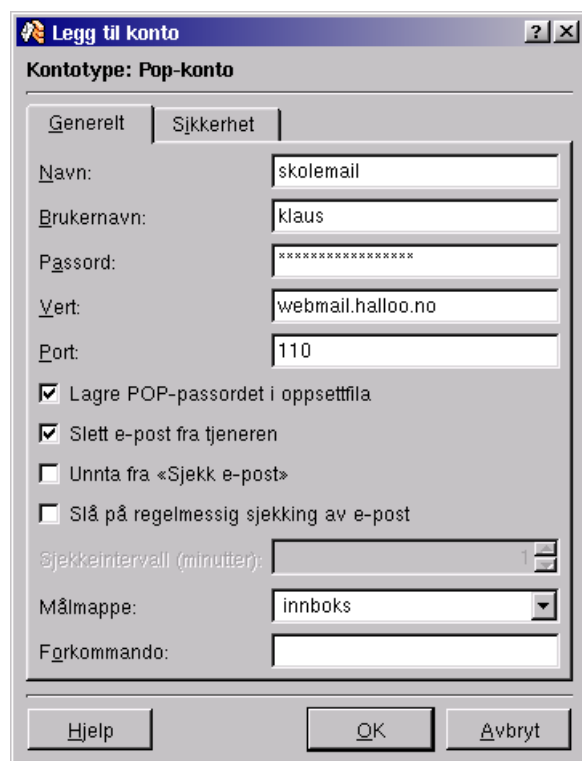 Legg til konto
Kontotype: Pop-konto
Generelt Sikkerhet
Navn: skolemail
Brukernavn: klaus
Passord: *****************
Vert: webmail.halloo.no
Port: 110
Lagre POP-passordet i oppsettfila
Slett e-post fra tjeneren
Unnta fra «Sjekk e-post»
Slå på regelmessig sjekking av e-post
Sjekkeintervall (minutter): 1
Målmappe: innboks
Forkommando:
Hjelp OK Avbryt